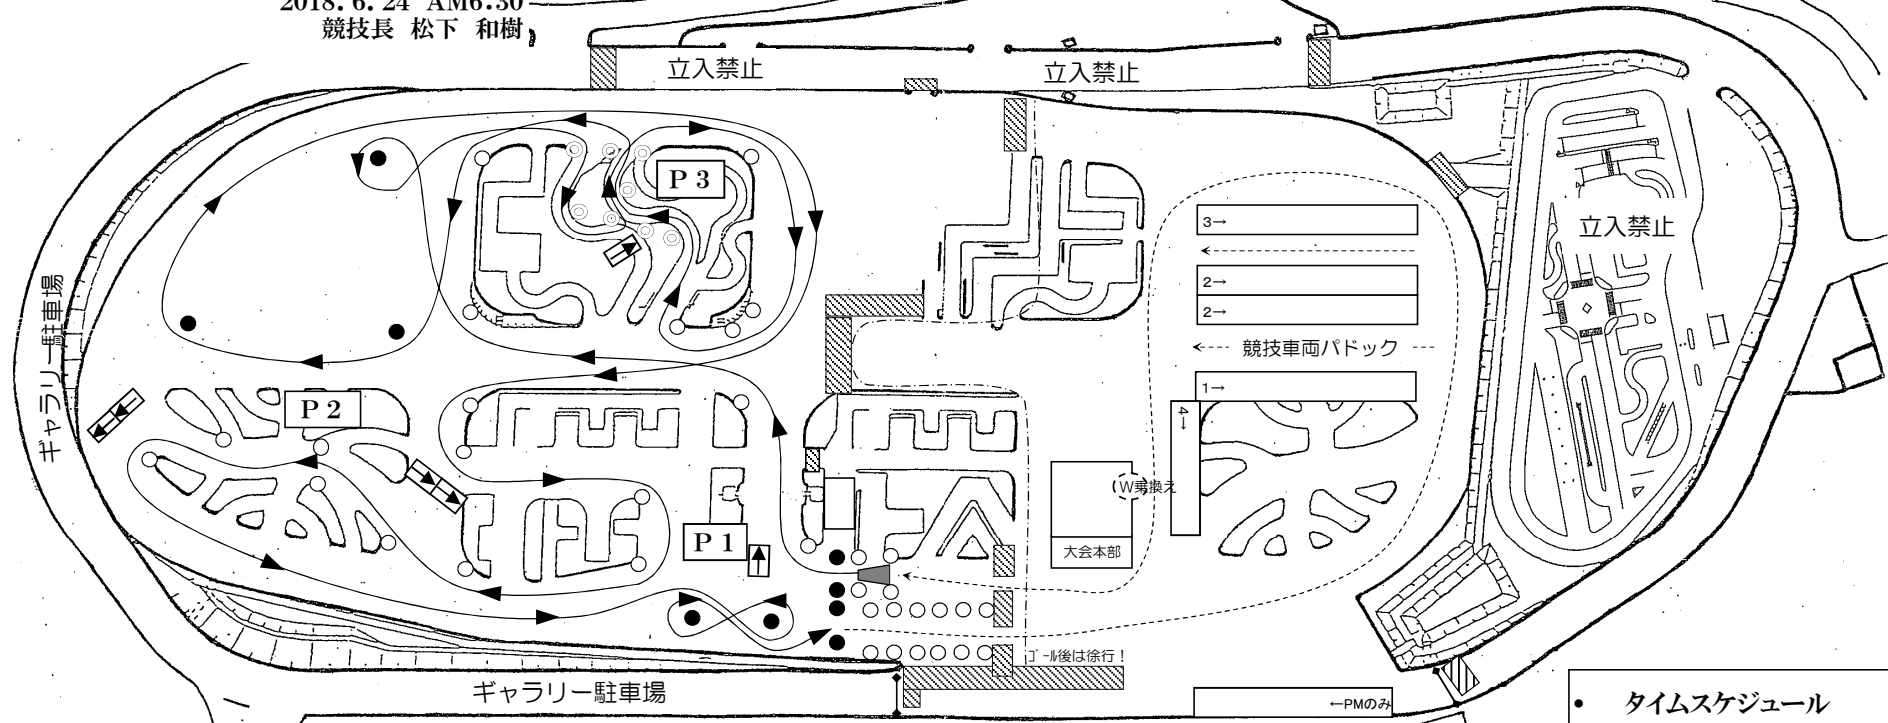 2018. 6. 24 AM6:30
競技長 松下 和樹
立入禁止
立入禁止
P 3
3→
立入禁止
2→
2→
ギャラリー駐車場
競技車両パドック
1→
P 2
4→
W乗換え
P 1
大会本部
ｺﾞｰﾙ後は徐行！
ギャラリー駐車場
←PMのみ
• タイムスケジュール